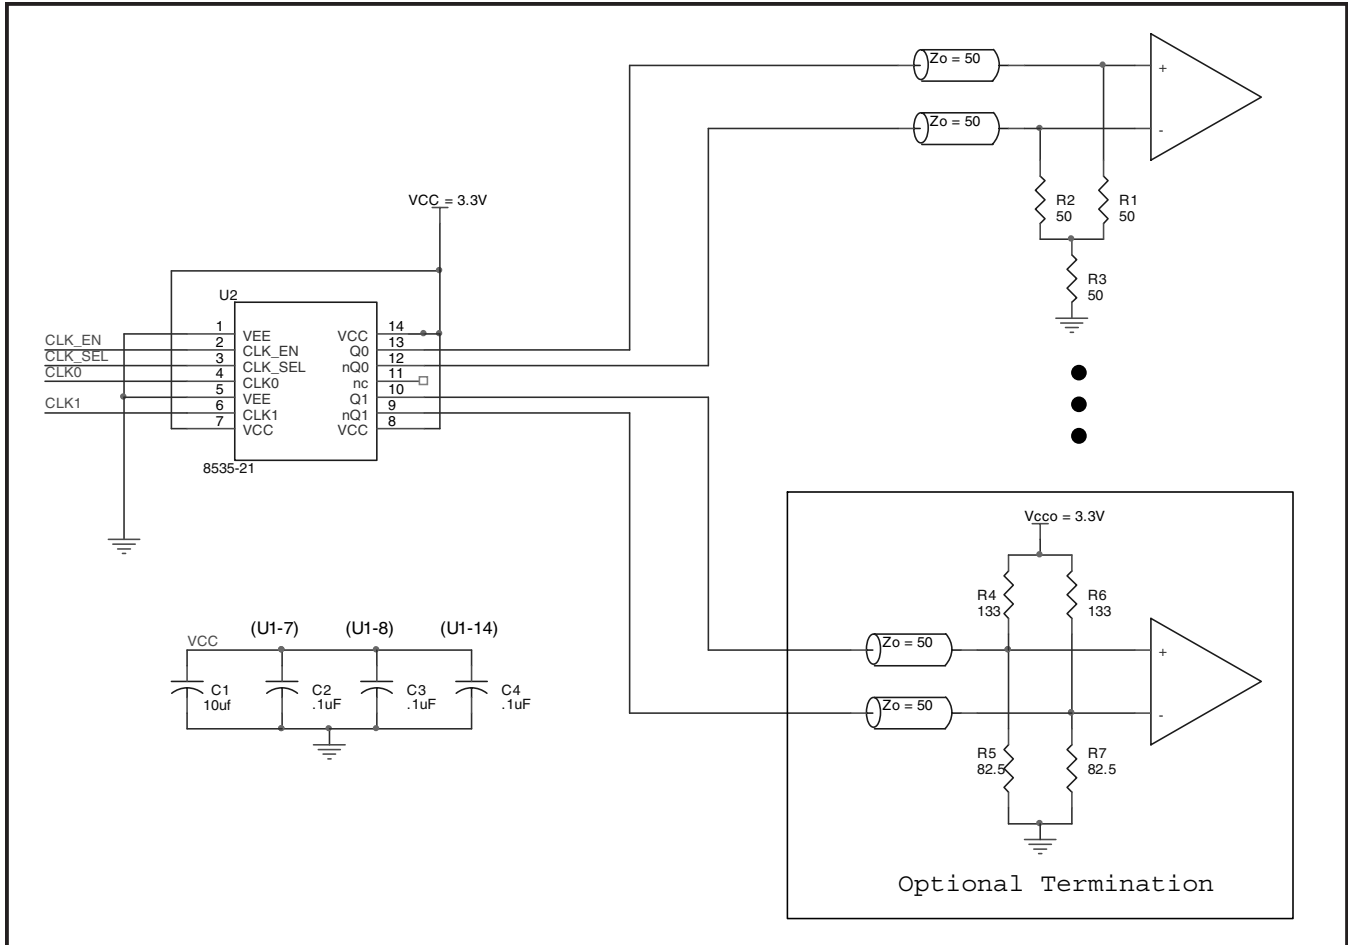 Zo = 50
+
Zo = 50
-
R2
50
R1
50
R3
50
VCC = 3.3V
U2
CLK_EN
CLK_SEL
CLK0
CLK1
1
2
3
4
5
6
7
VEE
CLK_EN
CLK_SEL
CLK0
VEE
CLK1
VCC
VCC
Q0
nQ0
nc
Q1
nQ1
VCC
14
13
12
11
10
9
8
8535-21
Vcco = 3.3V
R4
133
R6
133
Zo = 50
+
Zo = 50
-
R5
82.5
R7
82.5
Optional Termination
(U1-7)
(U1-8)
(U1-14)
VCC
C1
10uf
C2
.1uF
C3
.1uF
C4
.1uF